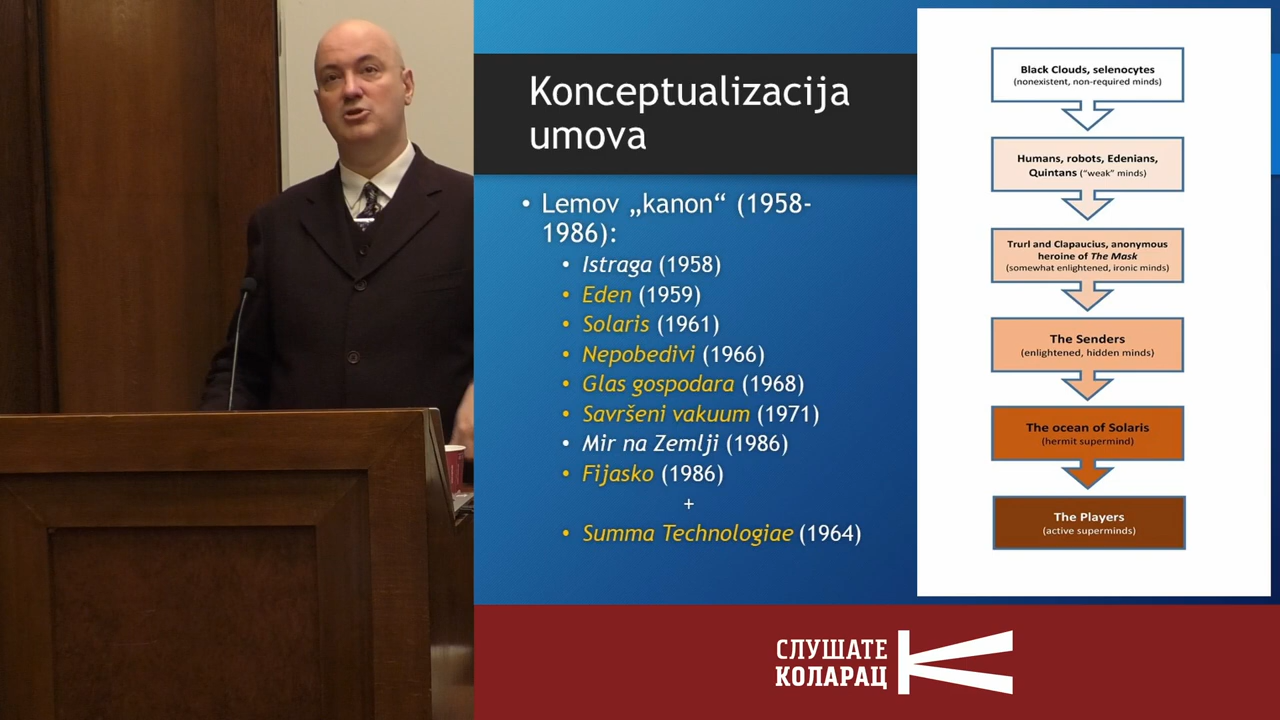 Konceptualizacija
umova
• Lemov „kanon“ (1958-
1986):
• Istraga (1958)
• Eden (1959)
• Solaris (1961)
• Nepobedivi (1966)
• Glas gospodara (1968)
• Savršeni vakuum (1971)
• Mir na Zemlji (1986)
• Fijasko (1986)
+
• Summa Technologiae (1964)
Black Clouds, selenocytes
(nonexistent, non-required minds)
Humans, robots, Edenians,
Quintans (“weak” minds)
Trurl and Clapaucius, anonymous
heroine of The Mask
(somewhat enlightened, ironic minds)
The Senders
(enlightened, hidden minds)
The ocean of Solaris
(hermit supermind)
The Players
(active superminds)
СЛУШАТЕ
КОЛАРАЦ